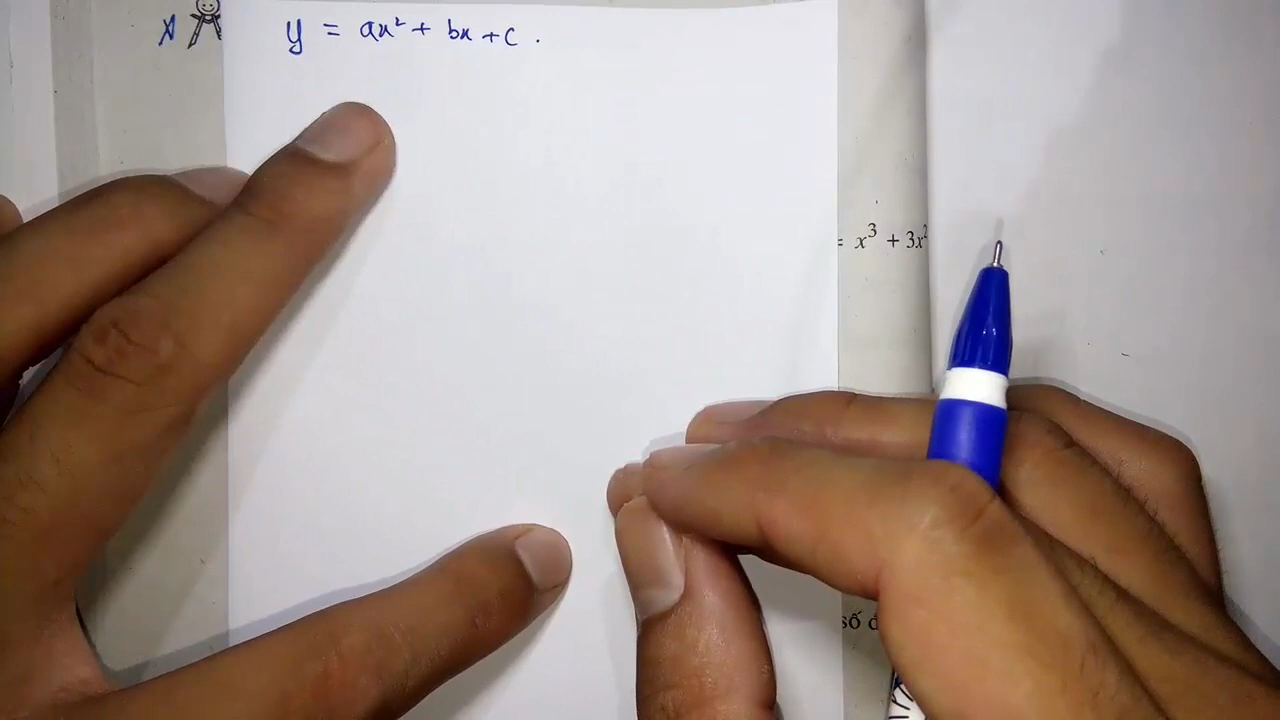 y = ax² + bx + c .
= x³ + 3x²
số đ